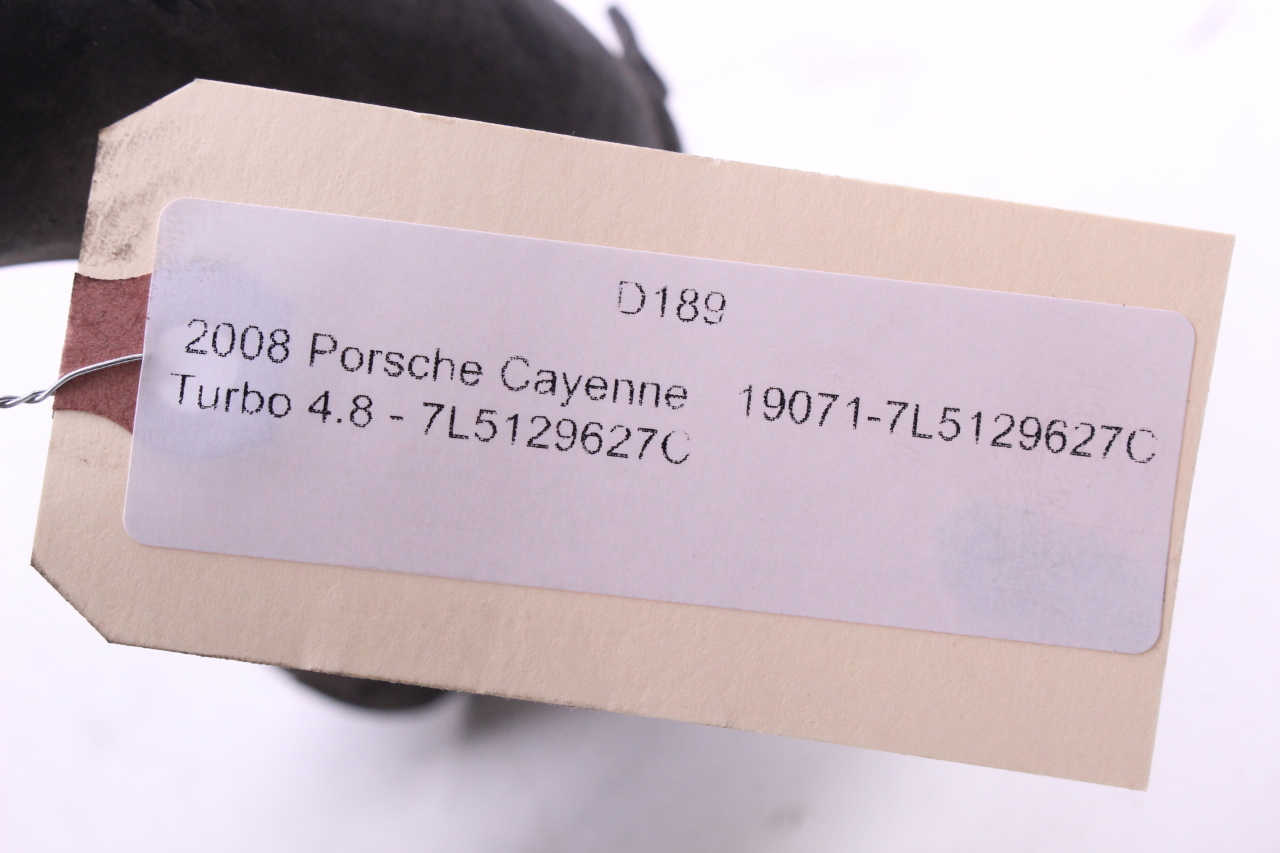 D189
2008 Porsche Cayenne
Turbo 4.8 - 7L5129627C
19071-7L5129627C